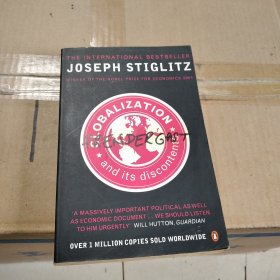 THE INTERNATIONAL BESTSELLER
JOSEPH STIGLITZ
WINNER OF THE NOBEL PRIZE FOR ECONOMICS 2001
GLOBALIZATION
PRENDERGAST
and its discontents
'A MASSIVELY IMPORTANT POLITICAL AS WELL
AS ECONOMIC DOCUMENT ... WE SHOULD LISTEN
TO HIM URGENTLY' WILL HUTTON, GUARDIAN
OVER 1 MILLION COPIES SOLD WORLDWIDE